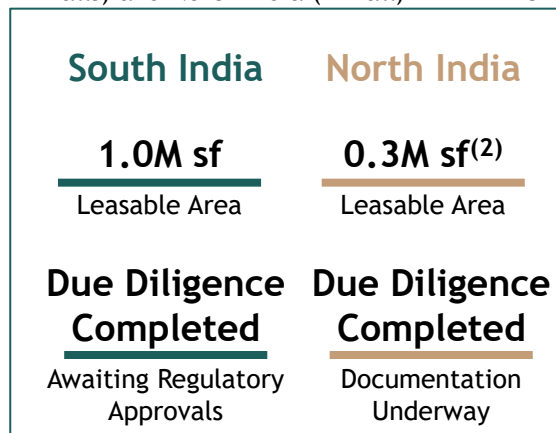 South India North India
1.0M sf 0.3M sf(2)
Leasable Area Leasable Area
Due Diligence Due Diligence
Completed Completed
Awaiting Regulatory Documentation
Approvals Underway